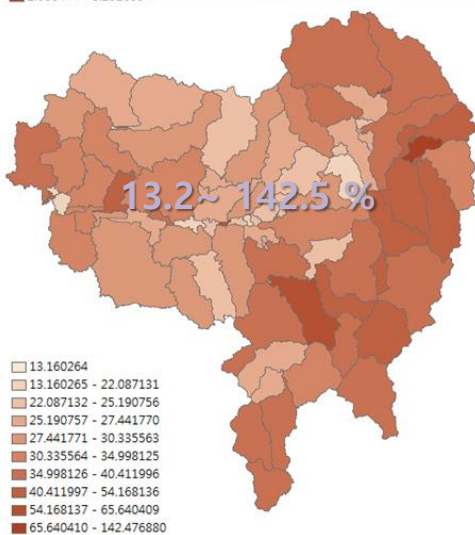 13.2~ 142.5 %
13.160264
13.160265 - 22.087131
22.087132 - 25.190756
25.190757 - 27.441770
27.441771 - 30.335563
30.335564 - 34.998125
34.998126 - 40.411996
40.411997 - 54.168136
54.168137 - 65.640409
65.640410 - 142.476880